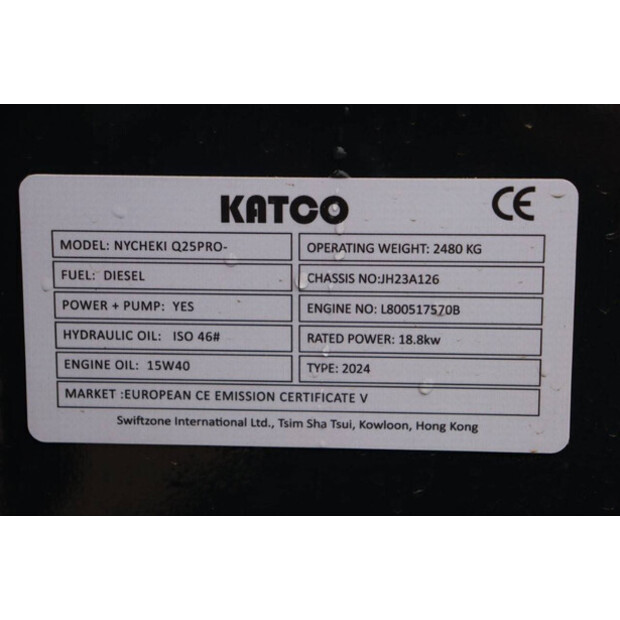 KATCO CE
MODEL: NYCHEKI Q25PRO- OPERATING WEIGHT: 2480 KG
FUEL: DIESEL CHASSIS NO:JH23A126
POWER + PUMP: YES ENGINE NO: L800517570B
HYDRAULIC OIL: ISO 46# RATED POWER: 18.8kw
ENGINE OIL: 15W40 TYPE: 2024
MARKET :EUROPEAN CE EMISSION CERTIFICATE V
Swiftzone International Ltd., Tsim Sha Tsui, Kowloon, Hong Kong